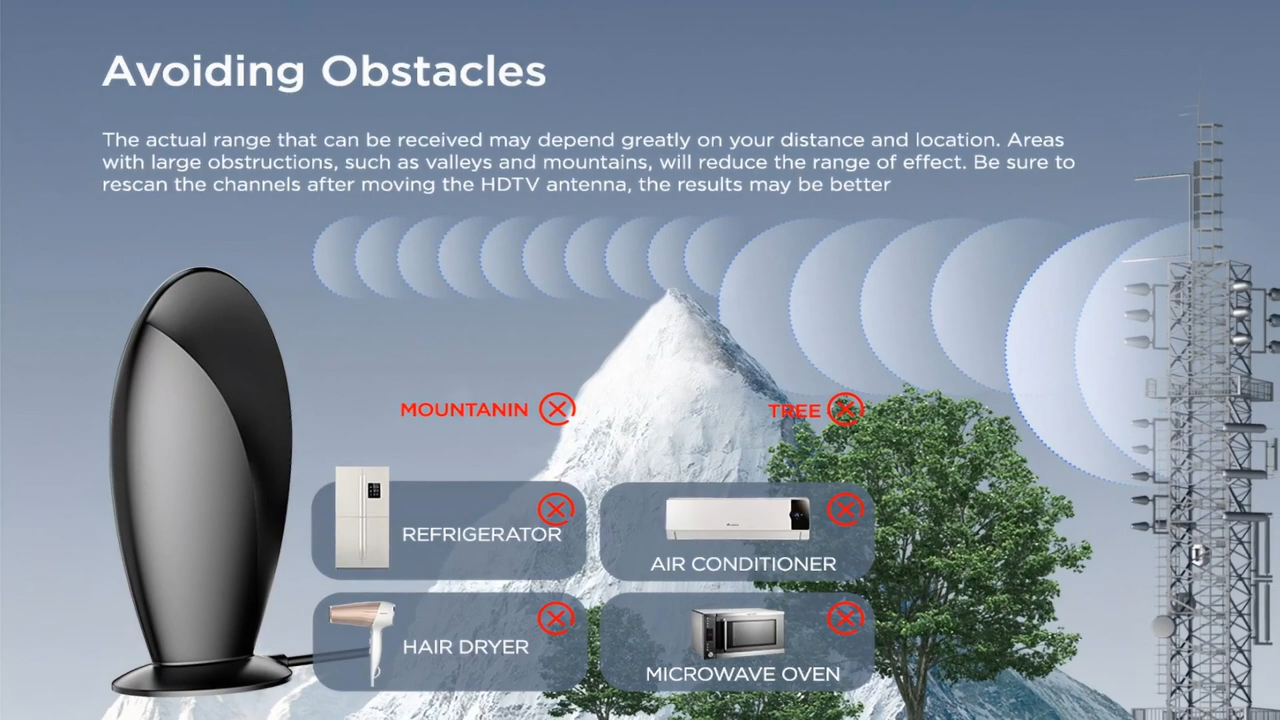 Avoiding Obstacles
The actual range that can be received may depend greatly on your distance and location. Areas
with large obstructions, such as valleys and mountains, will reduce the range of effect. Be sure to
rescan the channels after moving the HDTV antenna, the results may be better
MOUNTANIN
TREE
REFRIGERATOR
AIR CONDITIONER
HAIR DRYER
MICROWAVE OVEN